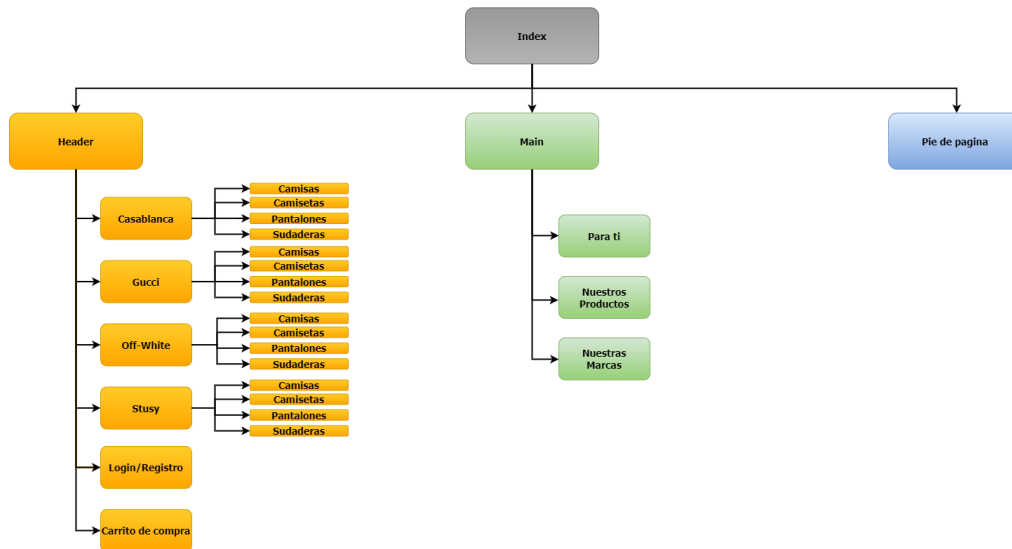 Index
Header
Main
Pie de pagina
Casablanca
Camisas
Camisetas
Pantalones
Sudaderas
Gucci
Camisas
Camisetas
Pantalones
Sudaderas
Off-White
Camisas
Camisetas
Pantalones
Sudaderas
Stusy
Camisas
Camisetas
Pantalones
Sudaderas
Login/Registro
Carrito de compra
Para ti
Nuestros
Productos
Nuestras
Marcas